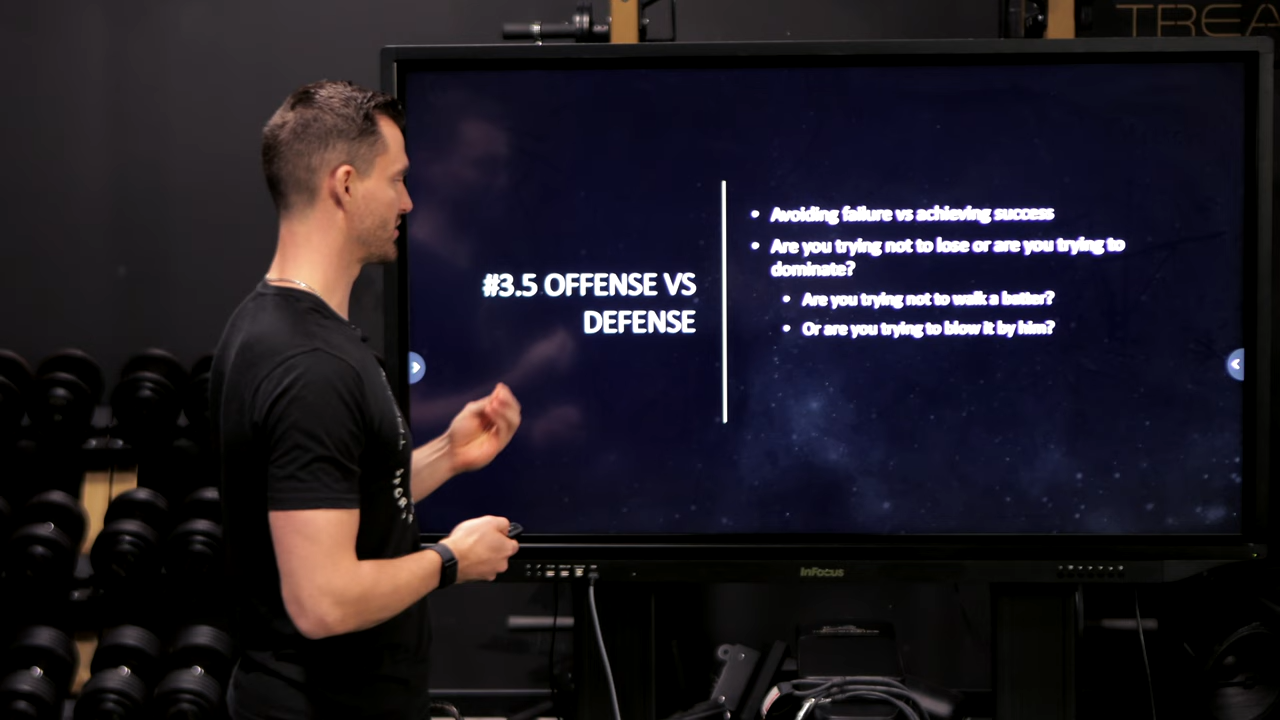 TREA
#3.5 OFFENSE VS
DEFENSE
• Avoiding failure vs achieving success
• Are you trying not to lose or are you trying to
dominate?
• Are you trying not to walk a batter?
• Or are you trying to blow it by him?
InFocus